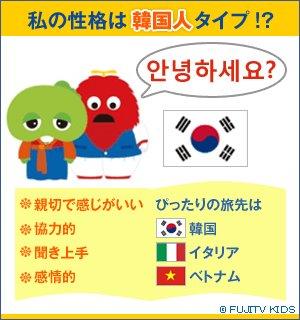 私の性格は 韓国人タイプ!?
안녕하세요?
親切で感じがいい
協力的
聞き上手
感情的
ぴったりの旅先は
韓国
イタリア
ベトナム
© FUJITV KIDS